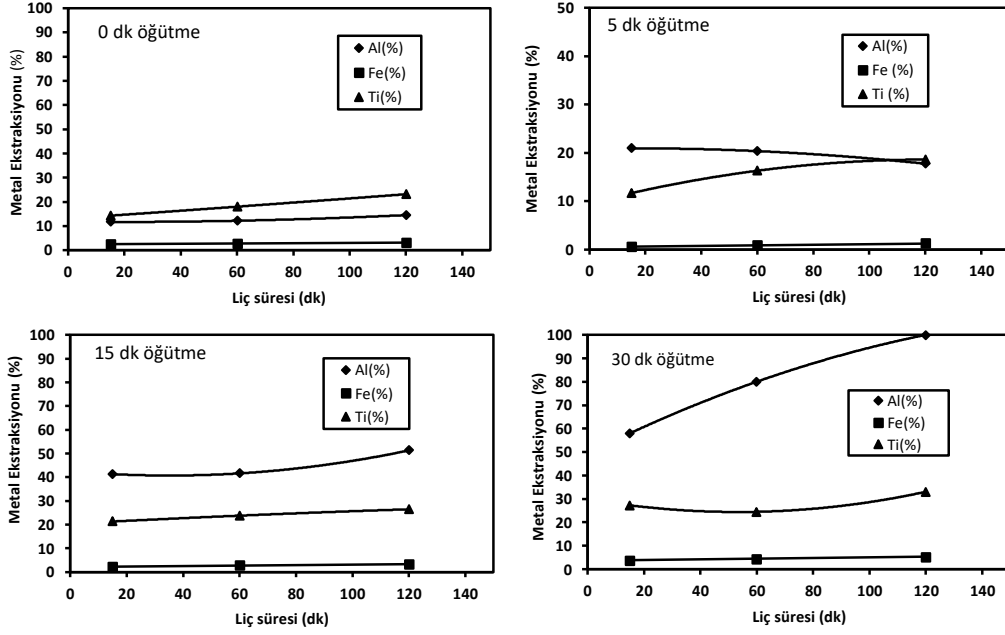 0 dk öğütme
Metal Ekstraksiyonu (%)
100
90
80
70
60
50
40
30
20
10
0
Al(%)
Fe(%)
Ti(%)
0 20 40 60 80 100 120 140
Liç süresi (dk)
5 dk öğütme
Metal Ekstraksiyonu (%)
50
40
30
20
10
0
Al(%)
Fe (%)
Ti (%)
0 20 40 60 80 100 120 140
Liç süresi (dk)
15 dk öğütme
Metal Ekstraksiyonu (%)
100
90
80
70
60
50
40
30
20
10
0
Al(%)
Fe(%)
Ti(%)
0 20 40 60 80 100 120 140
Liç süresi (dk)
30 dk öğütme
Metal Ekstraksiyonu (%)
100
90
80
70
60
50
40
30
20
10
0
Al(%)
Fe(%)
Ti(%)
0 20 40 60 80 100 120 140
Liç süresi (dk)